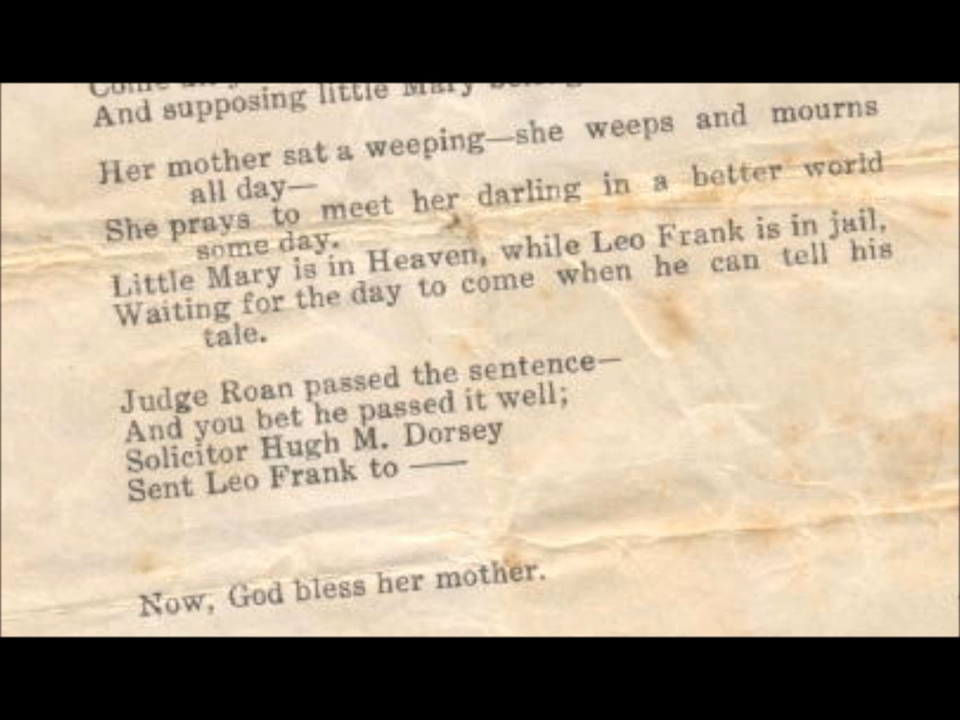 And supposing little Mary
Her mother sat a weeping—she weeps and mourns
all day—
She prays to meet her darling in a better world
some day.
Little Mary is in Heaven, while Leo Frank is in jail,
Waiting for the day to come when he can tell his
tale.
Judge Roan passed the sentence—
And you bet he passed it well;
Solicitor Hugh M. Dorsey
Sent Leo Frank to ——
Now, God bless her mother.